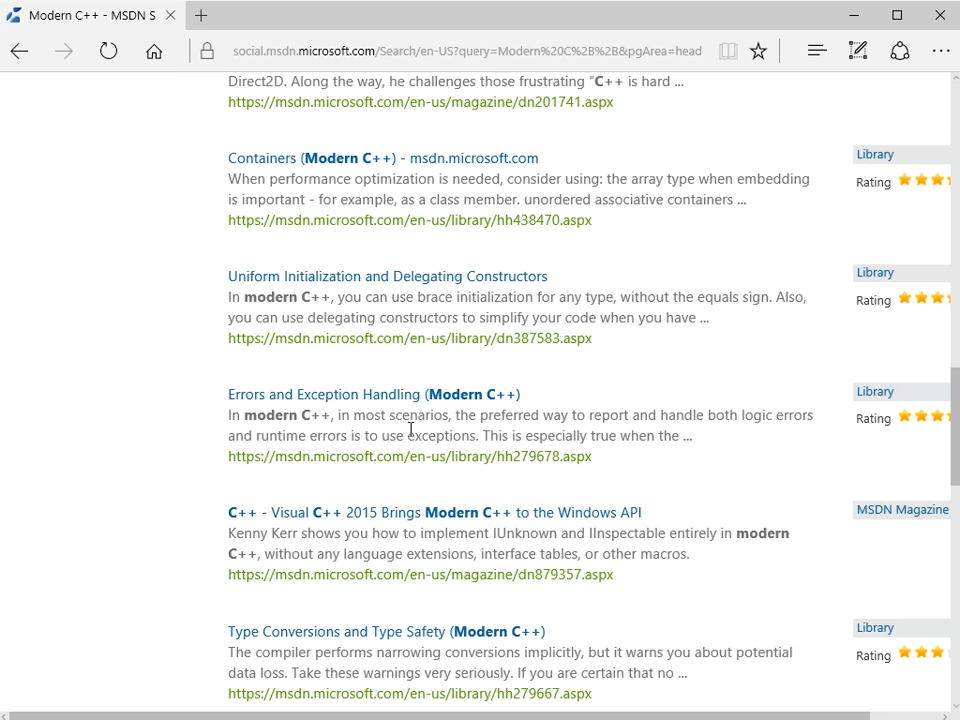 Modern C++ - MSDN S
social.msdn.microsoft.com/Search/en-US?query=Modern%20C%2B%2B&pgArea=head
Direct2D. Along the way, he challenges those frustrating "C++ is hard ...
https://msdn.microsoft.com/en-us/magazine/dn201741.aspx
Containers (Modern C++) - msdn.microsoft.com
Library
When performance optimization is needed, consider using: the array type when embedding
Rating
is important - for example, as a class member. unordered associative containers ...
https://msdn.microsoft.com/en-us/library/hh438470.aspx
Uniform Initialization and Delegating Constructors
Library
In modern C++, you can use brace initialization for any type, without the equals sign. Also,
Rating
you can use delegating constructors to simplify your code when you have ...
https://msdn.microsoft.com/en-us/library/dn387583.aspx
Errors and Exception Handling (Modern C++)
Library
In modern C++, in most scenarios, the preferred way to report and handle both logic errors
Rating
and runtime errors is to use exceptions. This is especially true when the ...
https://msdn.microsoft.com/en-us/library/hh279678.aspx
C++ - Visual C++ 2015 Brings Modern C++ to the Windows API
MSDN Magazine
Kenny Kerr shows you how to implement IUnknown and IInspectable entirely in modern
C++, without any language extensions, interface tables, or other macros.
https://msdn.microsoft.com/en-us/magazine/dn879357.aspx
Type Conversions and Type Safety (Modern C++)
Library
The compiler performs narrowing conversions implicitly, but it warns you about potential
Rating
data loss. Take these warnings very seriously. If you are certain that no ...
https://msdn.microsoft.com/en-us/library/hh279667.aspx